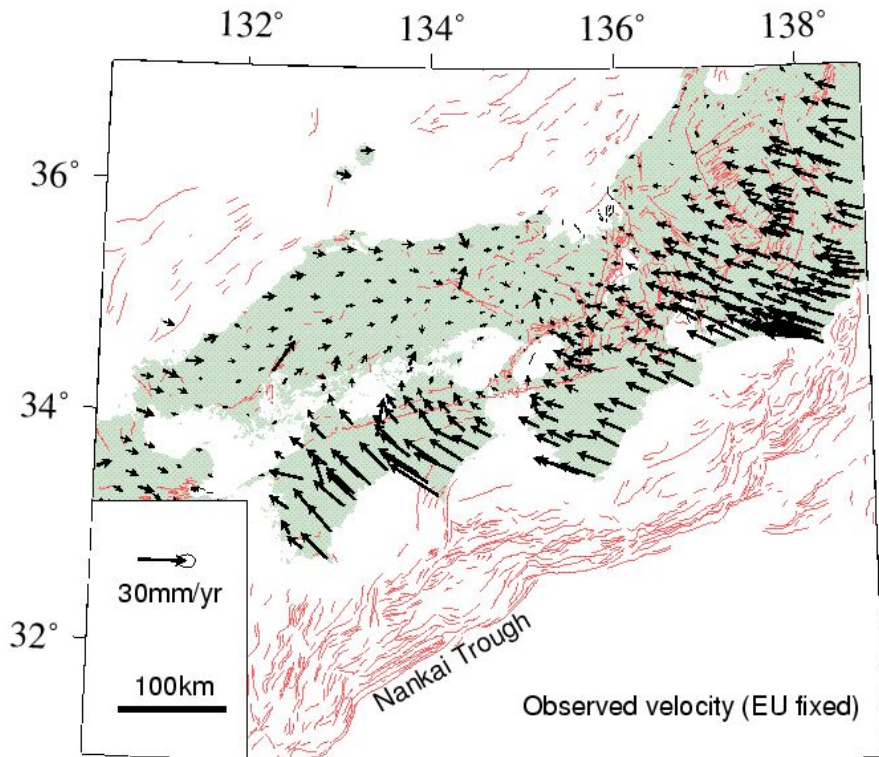 132° 134° 136° 138°
36°
34°
32°
30mm/yr
100km
Nankai Trough
Observed velocity (EU fixed)